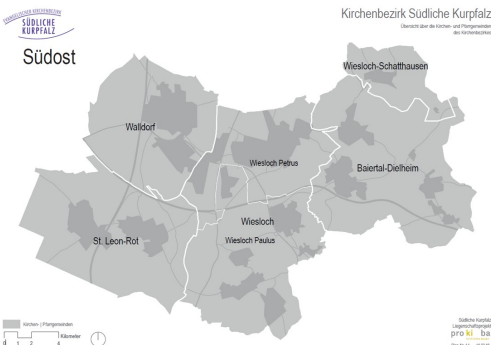 EVANGELISCHER KIRCHENBEZIRK
SÜDLICHE
KURPFALZ
Kirchenbezirk Südliche Kurpfalz
Übersicht über die Kirchen- und Pfarrgemeinden
des Kirchenbezirkes
Südost
Wiesloch-Schatthausen
Walldorf
Wiesloch Petrus
Baiertal-Dielheim
Wiesloch
St. Leon-Rot
Wiesloch Paulus
Kirchen- | Pfarrgemeinden
Kilometer
0 1 2 4
Südliche Kurpfalz
Liegenschaftsprojekt
pro ki ba